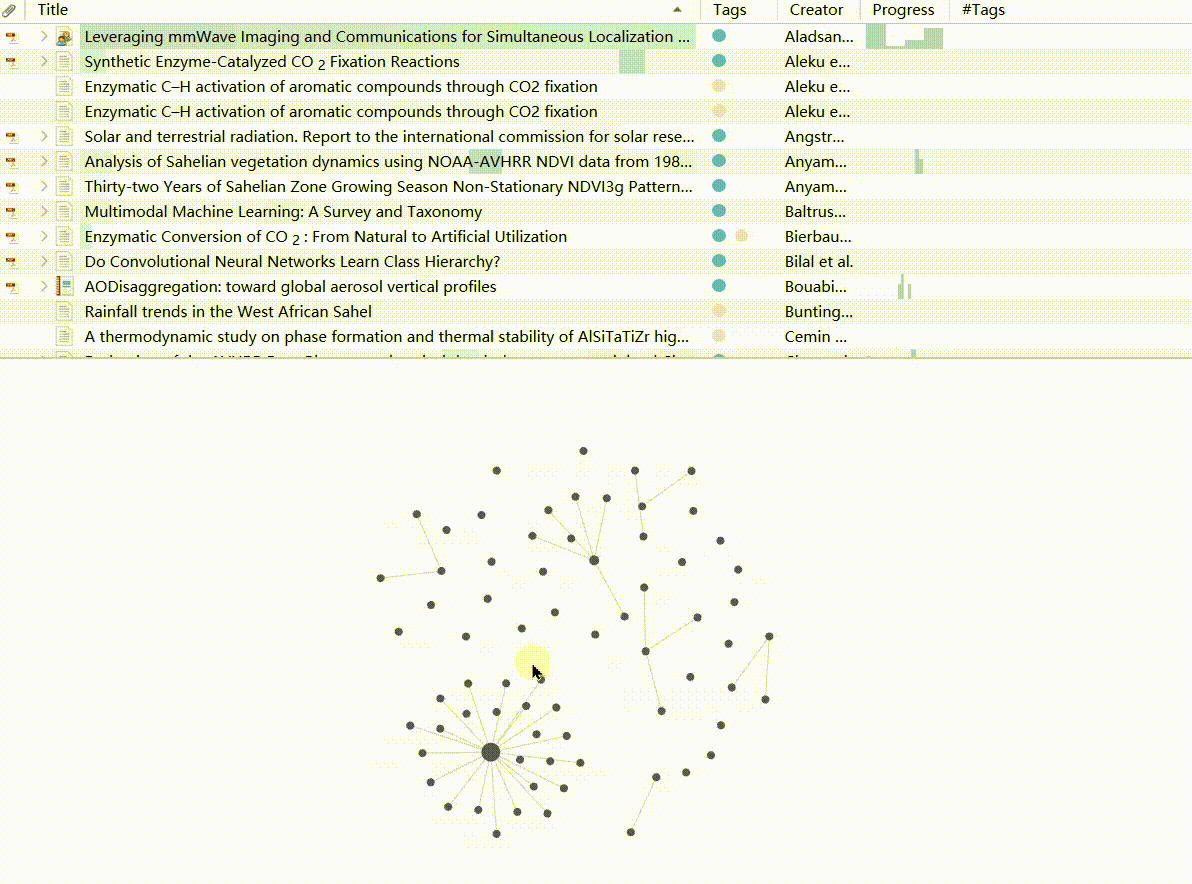 Title Tags Creator Progress #Tags
Leveraging mmWave Imaging and Communications for Simultaneous Localization ... Aladsan...
Synthetic Enzyme-Catalyzed CO 2 Fixation Reactions Aleku e...
Enzymatic C–H activation of aromatic compounds through CO2 fixation Aleku e...
Enzymatic C–H activation of aromatic compounds through CO2 fixation Aleku e...
Solar and terrestrial radiation. Report to the international commission for solar rese... Angstr...
Analysis of Sahelian vegetation dynamics using NOAA-AVHRR NDVI data from 198... Anyam...
Thirty-two Years of Sahelian Zone Growing Season Non-Stationary NDVI3g Pattern... Anyam...
Multimodal Machine Learning: A Survey and Taxonomy Baltrus...
Enzymatic Conversion of CO 2 : From Natural to Artificial Utilization Bierbau...
Do Convolutional Neural Networks Learn Class Hierarchy? Bilal et al.
AODisaggregation: toward global aerosol vertical profiles Bouabi...
Rainfall trends in the West African Sahel Bunting...
A thermodynamic study on phase formation and thermal stability of AlSiTaTiZr hig... Cemin ...